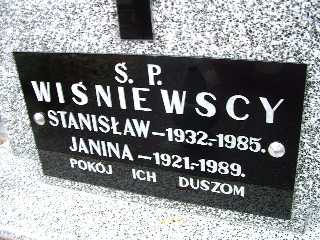 Ś. P.
WIŚNIEWSCY
STANISŁAW-1932.-1985.
JANINA-1921.-1989.
POKÓJ ICH DUSZOM